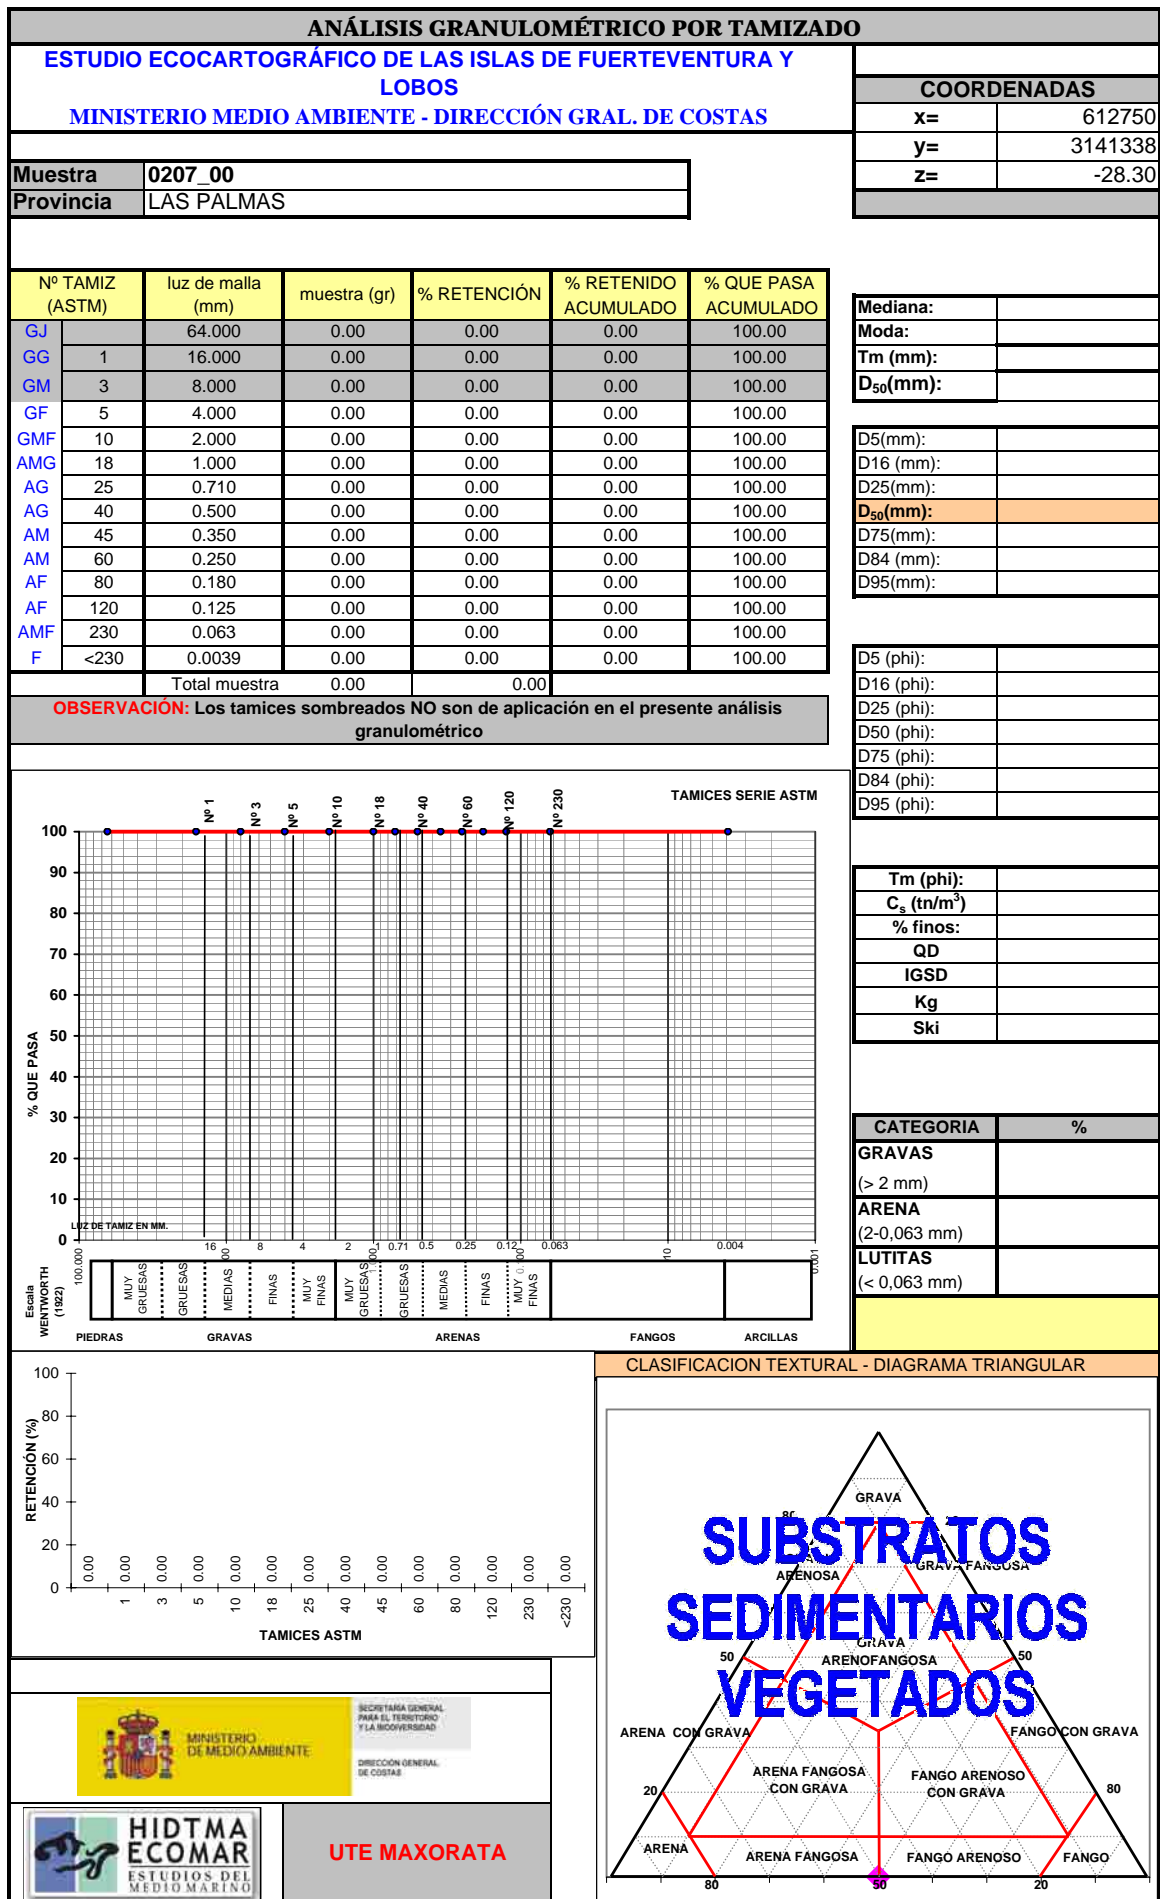 ANÁLISIS GRANULOMÉTRICO POR TAMIZADO
ESTUDIO ECOCARTOGRÁFICO DE LAS ISLAS DE FUERTEVENTURA Y
LOBOS
MINISTERIO MEDIO AMBIENTE - DIRECCIÓN GRAL. DE COSTAS
COORDENADAS
x= 612750
y= 3141338
z= -28.30
Muestra 0207_00
Provincia LAS PALMAS
Nº TAMIZ (ASTM) luz de malla (mm) muestra (gr) % RETENCIÓN % RETENIDO ACUMULADO % QUE PASA ACUMULADO
GJ 64.000 0.00 0.00 0.00 100.00
GG 1 16.000 0.00 0.00 0.00 100.00
GM 3 8.000 0.00 0.00 0.00 100.00
GF 5 4.000 0.00 0.00 0.00 100.00
GMF 10 2.000 0.00 0.00 0.00 100.00
AMG 18 1.000 0.00 0.00 0.00 100.00
AG 25 0.710 0.00 0.00 0.00 100.00
AG 40 0.500 0.00 0.00 0.00 100.00
AM 45 0.350 0.00 0.00 0.00 100.00
AM 60 0.250 0.00 0.00 0.00 100.00
AF 80 0.180 0.00 0.00 0.00 100.00
AF 120 0.125 0.00 0.00 0.00 100.00
AMF 230 0.063 0.00 0.00 0.00 100.00
F <230 0.0039 0.00 0.00 0.00 100.00
Total muestra 0.00 0.00
OBSERVACIÓN: Los tamices sombreados NO son de aplicación en el presente análisis
granulométrico
Mediana:
Moda:
Tm (mm):
D50(mm):
D5(mm):
D16 (mm):
D25(mm):
D50(mm):
D75(mm):
D84 (mm):
D95(mm):
D5 (phi):
D16 (phi):
D25 (phi):
D50 (phi):
D75 (phi):
D84 (phi):
D95 (phi):
Tm (phi):
Cs (tn/m3)
% finos:
QD
IGSD
Kg
Ski
CATEGORIA %
GRAVAS
(> 2 mm)
ARENA
(2-0,063 mm)
LUTITAS
(< 0,063 mm)
TAMICES SERIE ASTM
Nº 1 Nº 3 Nº 5 Nº 10 Nº 18 Nº 40 Nº 60 Nº 120 Nº 230
% QUE PASA
100
90
80
70
60
50
40
30
20
10
0
LUZ DE TAMIZ EN MM.
16 8 4 2 1 0.71 0.5 0.25 0.12 0.063 0.004
100.000 0.001
Escala
WENTWORTH
(1922)
MUY GRUESAS GRUESAS MEDIAS FINAS MUY FINAS MUY GRUESAS GRUESAS MEDIAS FINAS MUY FINAS
PIEDRAS GRAVAS ARENAS FANGOS ARCILLAS
RETENCIÓN (%)
100
80
60
40
20
0
0.00 0.00 0.00 0.00 0.00 0.00 0.00 0.00 0.00 0.00 0.00 0.00 0.00 0.00
1 3 5 10 18 25 40 45 60 80 120 230 <230
TAMICES ASTM
CLASIFICACION TEXTURAL - DIAGRAMA TRIANGULAR
GRAVA
SUBSTRATOS
ARENOSA
GRAVA FANGOSA
SEDIMENTARIOS
GRAVA
ARENOFANGOSA
50 50
VEGETADOS
ARENA CON GRAVA
FANGO CON GRAVA
ARENA FANGOSA
CON GRAVA
FANGO ARENOSO
CON GRAVA
20 80
ARENA
ARENA FANGOSA
FANGO ARENOSO
FANGO
80 50 20
MINISTERIO
DE MEDIO AMBIENTE
SECRETARÍA GENERAL
PARA EL TERRITORIO
Y LA BIODIVERSIDAD
DIRECCIÓN GENERAL
DE COSTAS
HIDTMA
ECOMAR
ESTUDIOS DEL
MEDIO MARINO
UTE MAXORATA